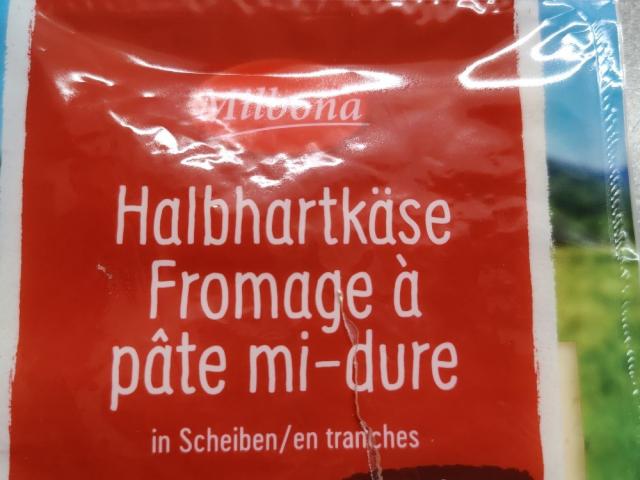 Milbona
Halbhartkäse
Fromage à
pâte mi-dure
in Scheiben/en tranches